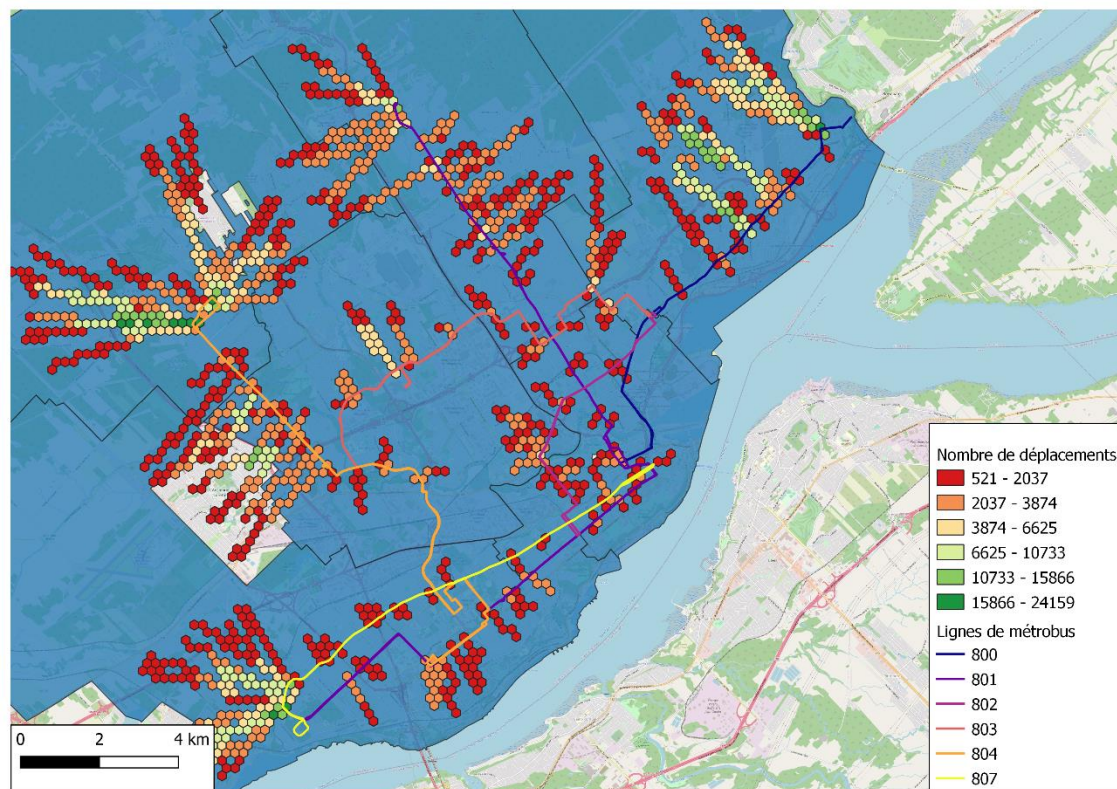 Nombre de déplacements
521 - 2037
2037 - 3874
3874 - 6625
6625 - 10733
10733 - 15866
15866 - 24159
Lignes de métrobus
800
801
802
803
804
807
0 2 4 km